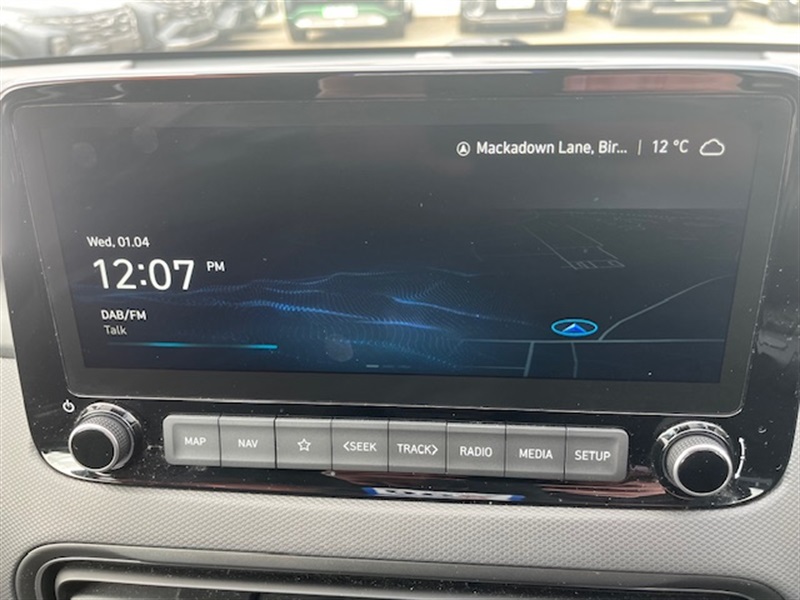 Mackadown Lane, Bir... | 12 °C
Wed, 01.04
12:07 PM
DAB/FM
Talk
MAP NAV <SEEK TRACK> RADIO MEDIA SETUP